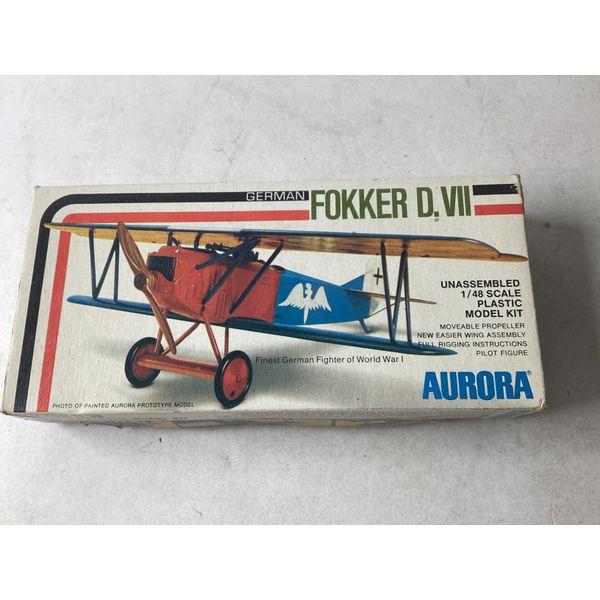 GERMAN FOKKER D.VII
UNASSEMBLED
1/48 SCALE
PLASTIC
MODEL KIT
MOVEABLE PROPELLER
NEW EASIER WING ASSEMBLY
FULL RIGGING INSTRUCTIONS
PILOT FIGURE
Finest German Fighter of World War I
AURORA®
PHOTO OF PAINTED AURORA PROTOTYPE MODEL